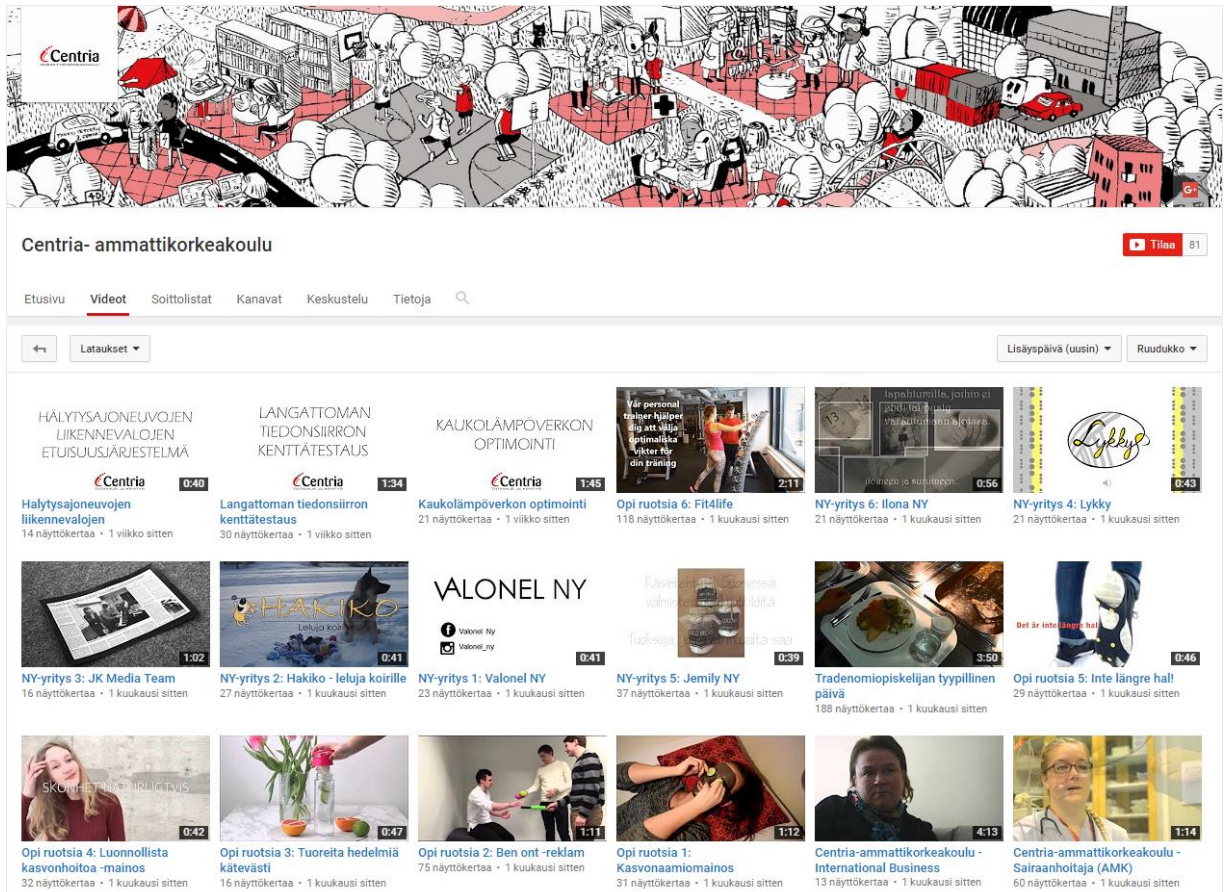 Centria
Centria- ammattikorkeakoulu
Tilaa 81
Etusivu Videot Soittolistat Kanavat Keskustelu Tietoja
Lataukset
Lisäyspäivä (uusin) Ruudukko
HÄLYTYSAJONEUVOJEN
LIIKENNEVALOJEN
ETUISUUSJÄRJESTELMÄ
Centria
0:40
Halytysajoneuvojen
liikennevalojen
14 näyttökertaa • 1 viikko sitten
LANGATTOMAN
TIEDONSIIRRON
KENTTÄTESTAUS
Centria
1:34
Langattoman tiedonsiirron
kenttätestaus
30 näyttökertaa • 1 viikko sitten
KAUKOLÄMPÖVERKON
OPTIMOINTI
Centria
1:45
Kaukolämpöverkon optimointi
21 näyttökertaa • 1 viikko sitten
Vår personal
trainer hjälper
dig att välja
optimaliska
vikter för
din träning
2:11
Opi ruotsia 6: Fit4life
118 näyttökertaa • 1 kuukausi sitten
tapahtumilla, joihin ei
iloineen ja suruineen.
0:56
NY-yritys 6: Ilona NY
21 näyttökertaa • 1 kuukausi sitten
Lykky
0:43
NY-yritys 4: Lykky
21 näyttökertaa • 1 kuukausi sitten
1:02
NY-yritys 3: JK Media Team
16 näyttökertaa • 1 kuukausi sitten
HAKIKO
Leluja koirille
0:41
NY-yritys 2: Hakiko - leluja koirille
27 näyttökertaa • 1 kuukausi sitten
VALONEL NY
Valonel Ny
Valonel_ny
0:41
NY-yritys 1: Valonel NY
23 näyttökertaa • 1 kuukausi sitten
0:39
NY-yritys 5: Jemily NY
37 näyttökertaa • 1 kuukausi sitten
3:50
Tradenomiopiskelijan tyypillinen
päivä
188 näyttökertaa • 1 kuukausi sitten
Det är inte längre hal
0:46
Opi ruotsia 5: Inte längre hal!
29 näyttökertaa • 1 kuukausi sitten
SKÖNHET NATURLIGTVIS
0:42
Opi ruotsia 4: Luonnollista
kasvonhoitoa -mainos
32 näyttökertaa • 1 kuukausi sitten
0:47
Opi ruotsia 3: Tuoreita hedelmiä
kätevästi
16 näyttökertaa • 1 kuukausi sitten
1:11
Opi ruotsia 2: Ben ont -reklam
75 näyttökertaa • 1 kuukausi sitten
1:12
Opi ruotsia 1:
Kasvonaamiomainos
31 näyttökertaa • 1 kuukausi sitten
4:13
Centria-ammattikorkeakoulu -
International Business
13 näyttökertaa • 1 kuukausi sitten
1:14
Centria-ammattikorkeakoulu -
Sairaanhoitaja (AMK)
60 näyttökertaa • 1 kuukausi sitten